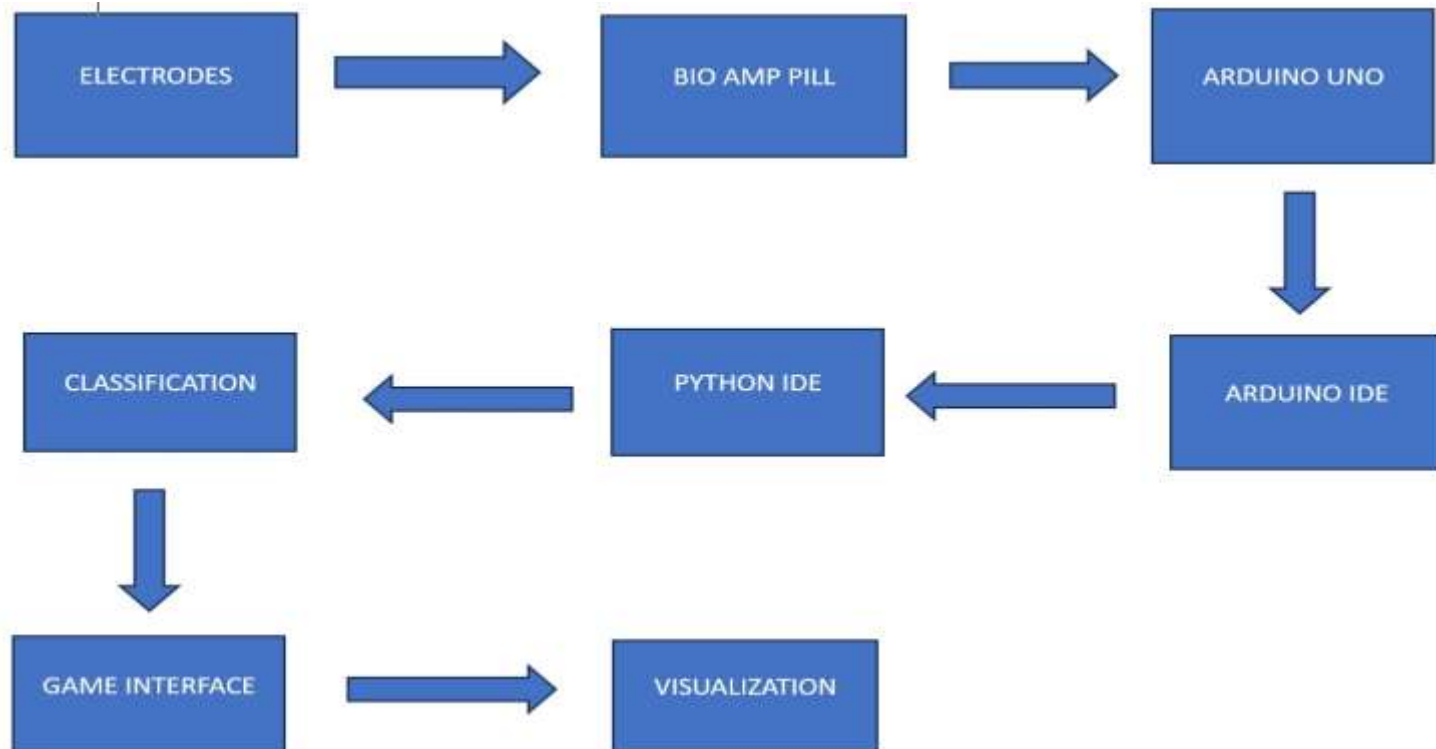 ELECTRODES
BIO AMP PILL
ARDUINO UNO
ARDUINO IDE
PYTHON IDE
CLASSIFICATION
GAME INTERFACE
VISUALIZATION